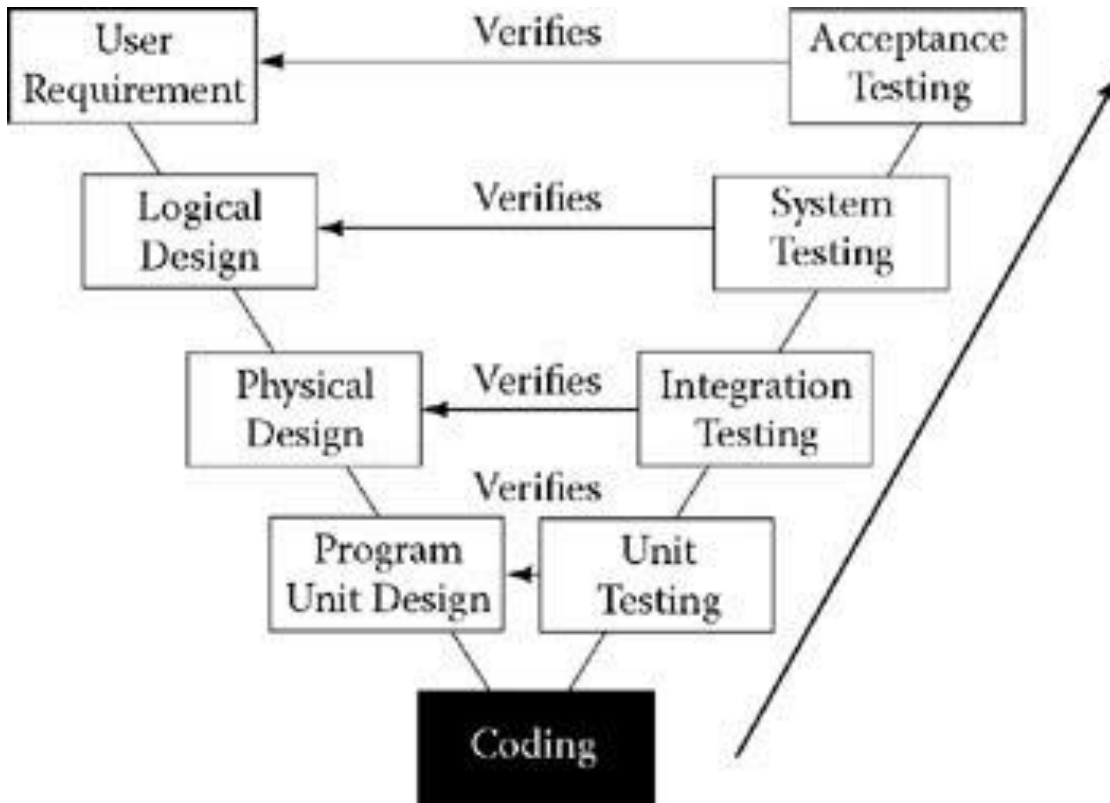 User
Requirement
Verifies
Acceptance
Testing
Logical
Design
Verifies
System
Testing
Physical
Design
Verifies
Integration
Testing
Verifies
Program
Unit Design
Unit
Testing
Coding